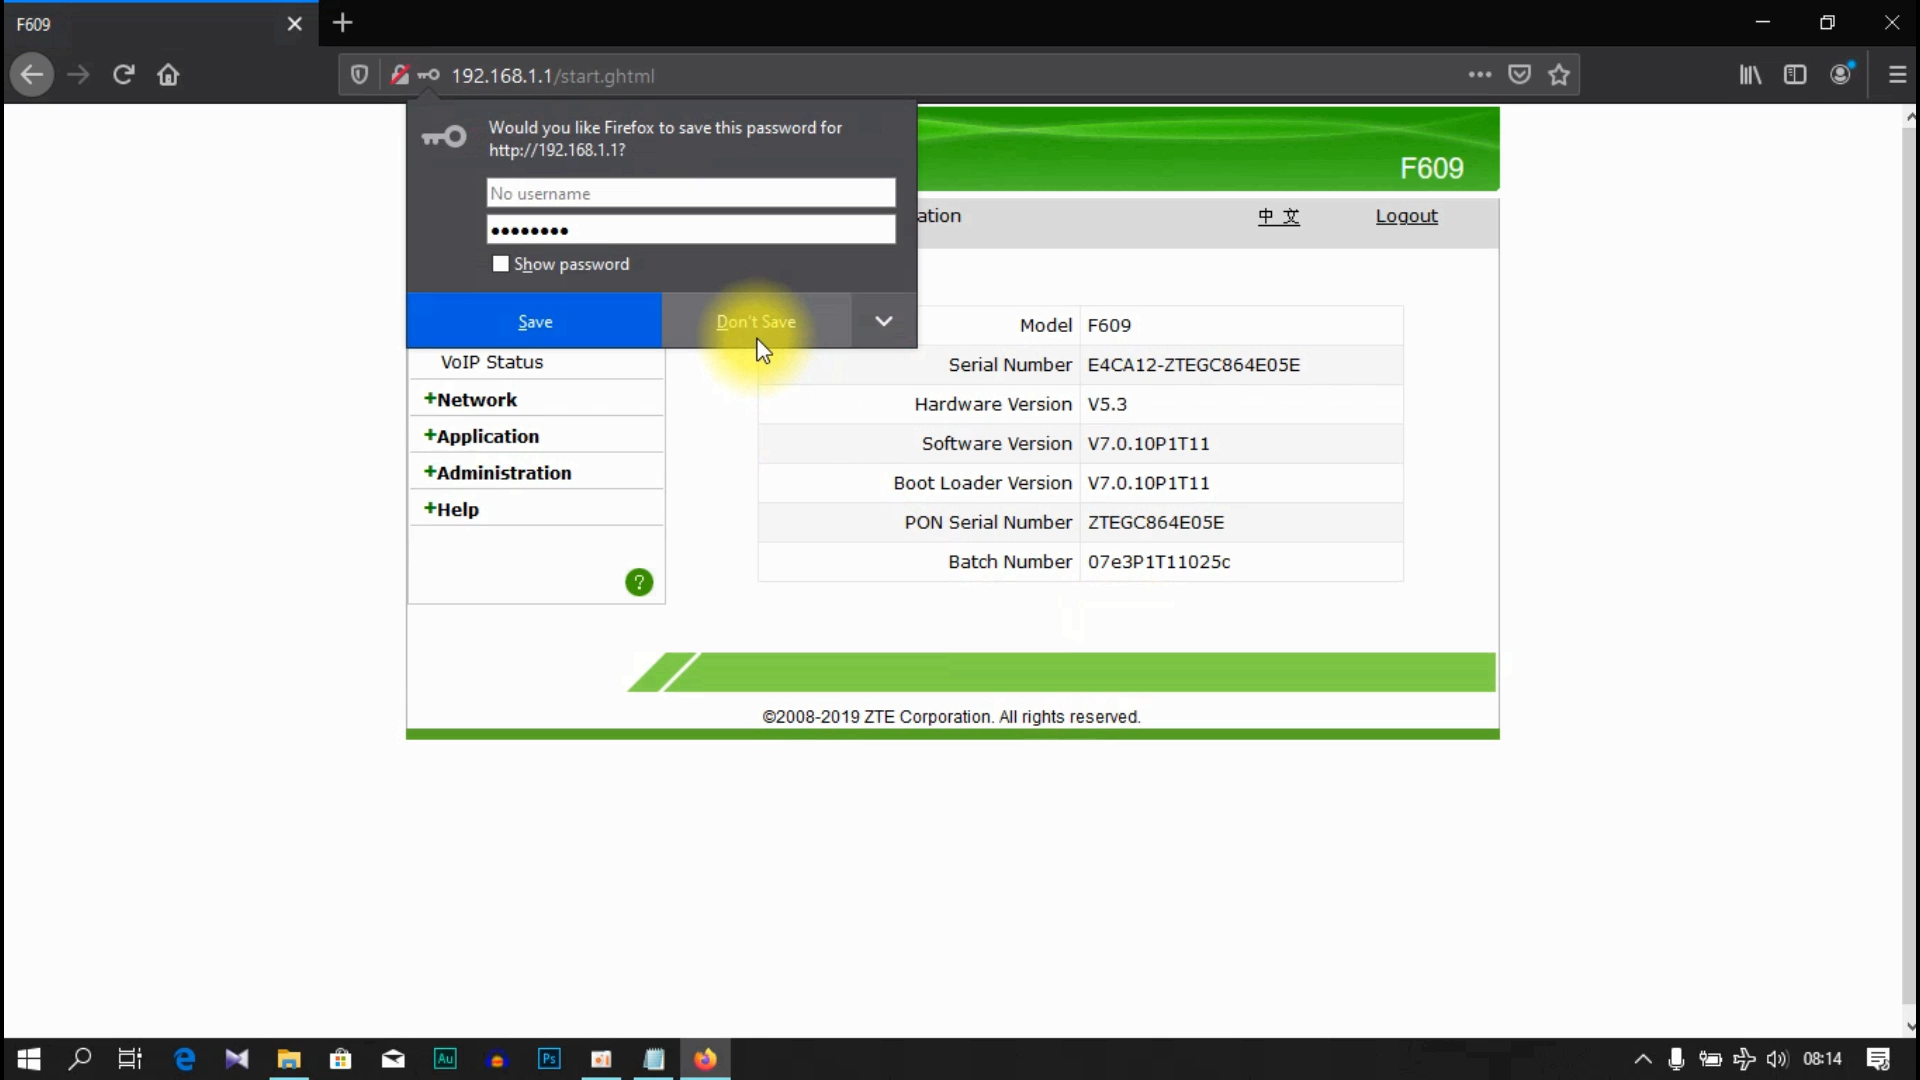 F609
192.168.1.1/start.ghtml
Would you like Firefox to save this password for
http://192.168.1.1?
No username
Show password
Save
Don't Save
F609
ation
中文
Logout
VoIP Status
+Network
+Application
+Administration
+Help
?
Model F609
Serial Number E4CA12-ZTEGC864E05E
Hardware Version V5.3
Software Version V7.0.10P1T11
Boot Loader Version V7.0.10P1T11
PON Serial Number ZTEGC864E05E
Batch Number 07e3P1T11025c
©2008-2019 ZTE Corporation. All rights reserved.
Au
Ps
08:14